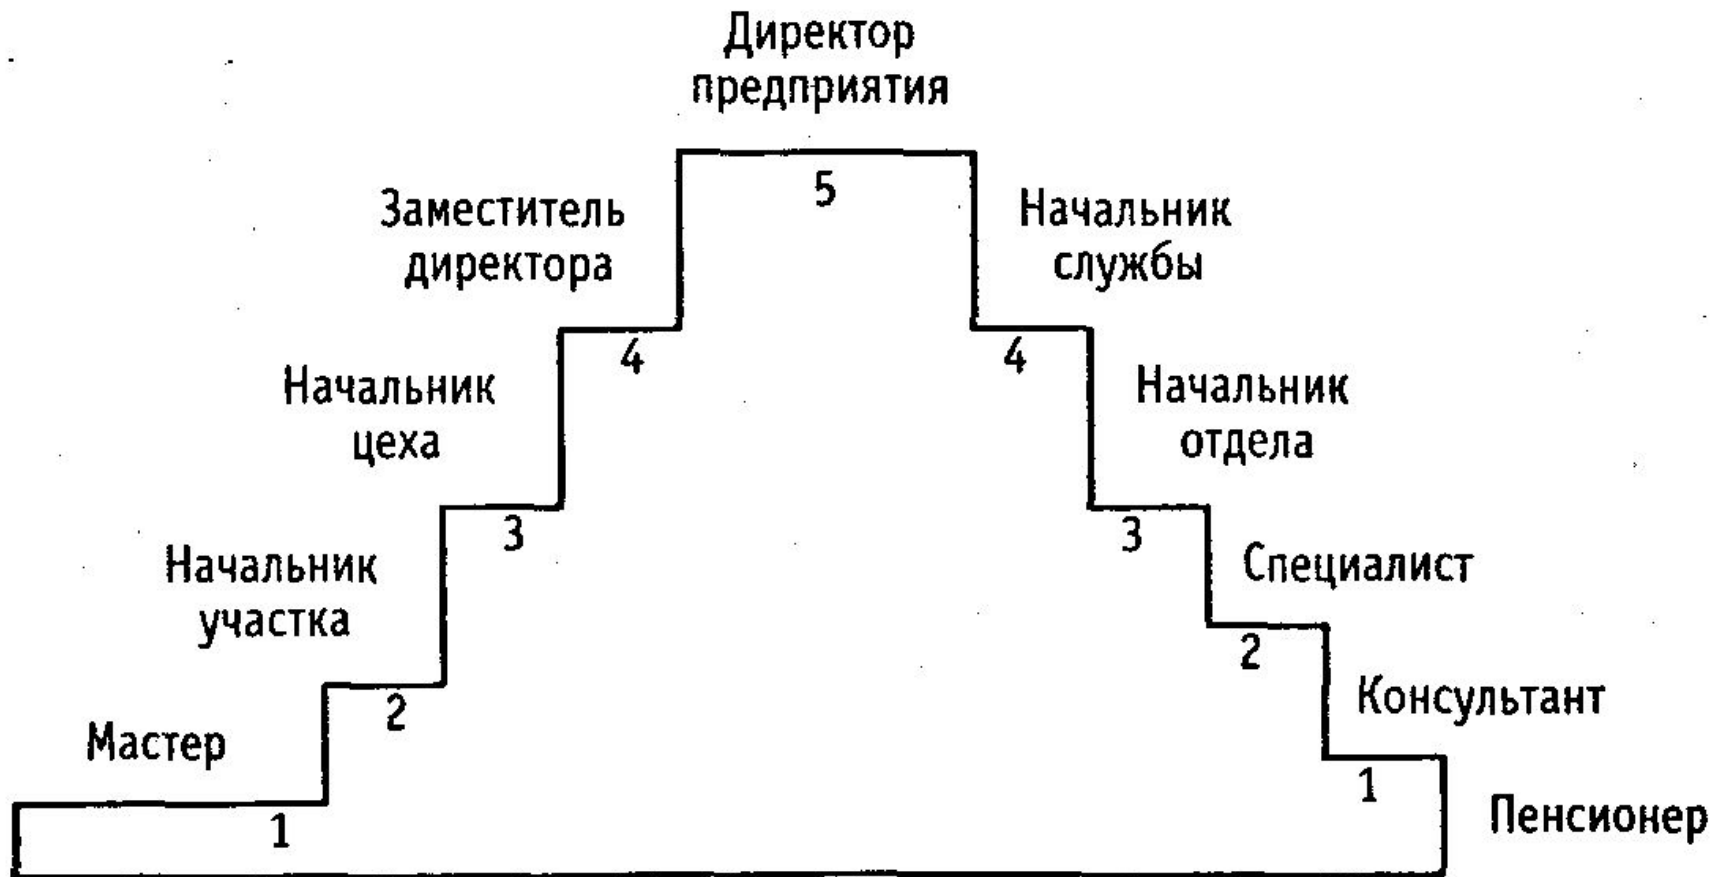 Директор
предприятия
5
Заместитель
директора
Начальник
службы
4
4
Начальник
цеха
Начальник
отдела
3
3
Начальник
участка
Специалист
2
2
Мастер
Консультант
1
1
Пенсионер